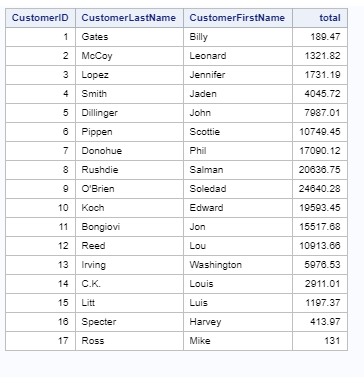 CustomerID CustomerLastName CustomerFirstName total
1 Gates Billy 189.47
2 McCoy Leonard 1321.82
3 Lopez Jennifer 1731.19
4 Smith Jaden 4045.72
5 Dillinger John 7987.01
6 Pippen Scottie 10749.45
7 Donohue Phil 17090.12
8 Rushdie Salman 20636.75
9 O'Brien Soledad 24640.28
10 Koch Edward 19593.45
11 Bongiovi Jon 15517.68
12 Reed Lou 10913.66
13 Irving Washington 5976.53
14 C.K. Louis 2911.01
15 Litt Luis 1197.37
16 Specter Harvey 413.97
17 Ross Mike 131